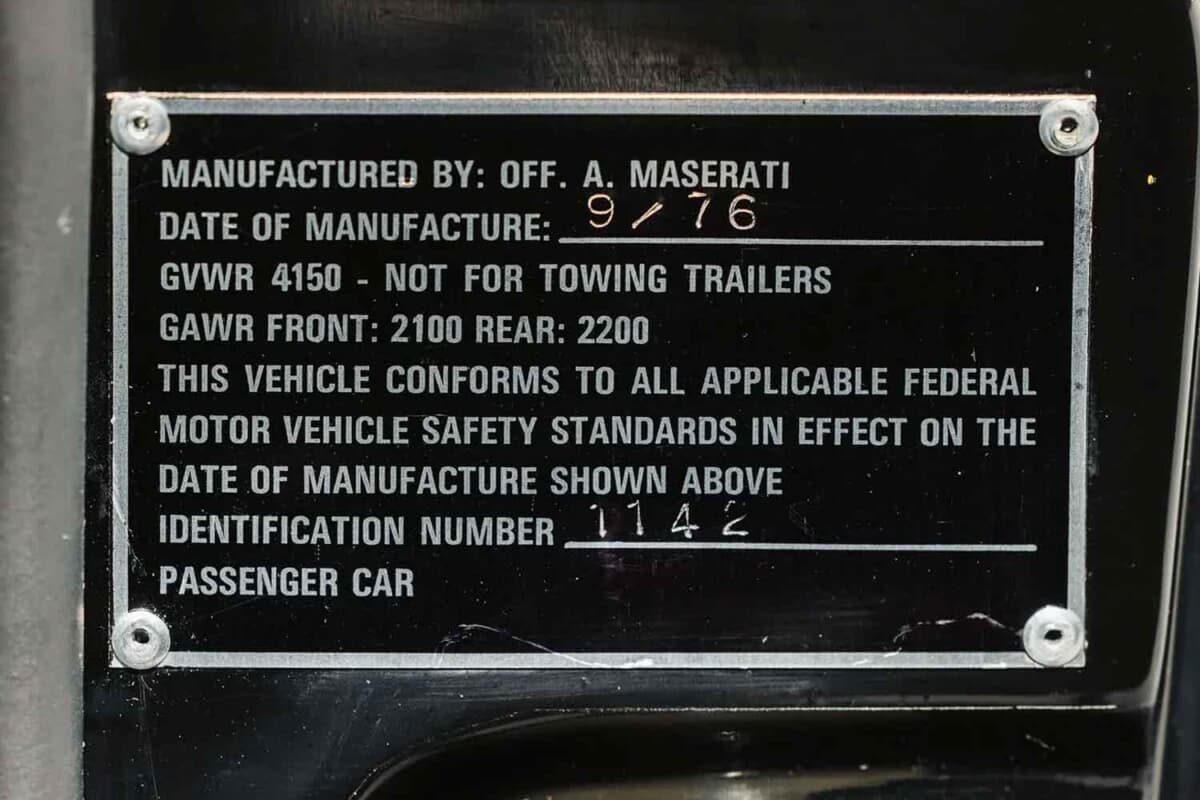 MANUFACTURED BY: OFF. A. MASERATI
DATE OF MANUFACTURE: 9/76
GVWR 4150 - NOT FOR TOWING TRAILERS
GAWR FRONT: 2100 REAR: 2200
THIS VEHICLE CONFORMS TO ALL APPLICABLE FEDERAL
MOTOR VEHICLE SAFETY STANDARDS IN EFFECT ON THE
DATE OF MANUFACTURE SHOWN ABOVE
IDENTIFICATION NUMBER 1142
PASSENGER CAR